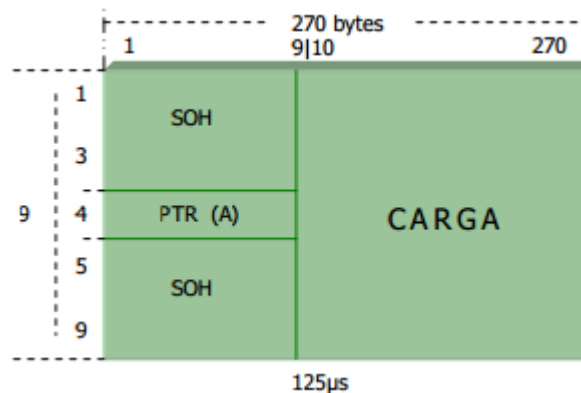 270 bytes
1 9|10 270
1
SOH
3
9 4 PTR (A) CARGA
5
SOH
9
125µs